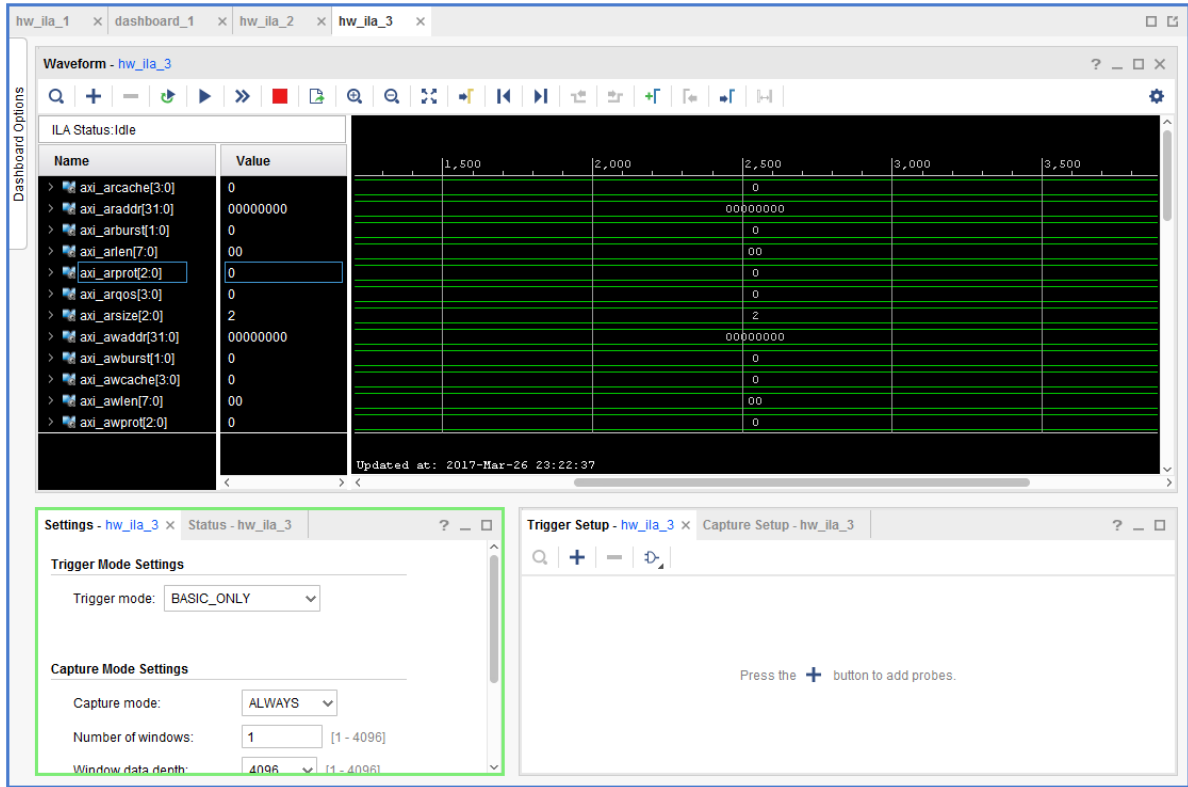 hw_ila_1 × dashboard_1 × hw_ila_2 × hw_ila_3 ×
Dashboard Options
Waveform - hw_ila_3
ILA Status:Idle
Name Value
1,500 2,000 2,500 3,000 3,500
axi_arcache[3:0] 0 0
axi_araddr[31:0] 00000000 00000000
axi_arburst[1:0] 0 0
axi_arlen[7:0] 00 00
axi_arprot[2:0] 0 0
axi_arqos[3:0] 0 0
axi_arsize[2:0] 2 2
axi_awaddr[31:0] 00000000 00000000
axi_awburst[1:0] 0 0
axi_awcache[3:0] 0 0
axi_awlen[7:0] 00 00
axi_awprot[2:0] 0 0
Updated at: 2017-Mar-26 23:22:37
Settings - hw_ila_3 × Status - hw_ila_3
Trigger Mode Settings
Trigger mode: BASIC_ONLY
Capture Mode Settings
Capture mode: ALWAYS
Number of windows: 1 [1 - 4096]
Window data depth: 4096 [1 - 4096]
Trigger Setup - hw_ila_3 × Capture Setup - hw_ila_3
Press the + button to add probes.